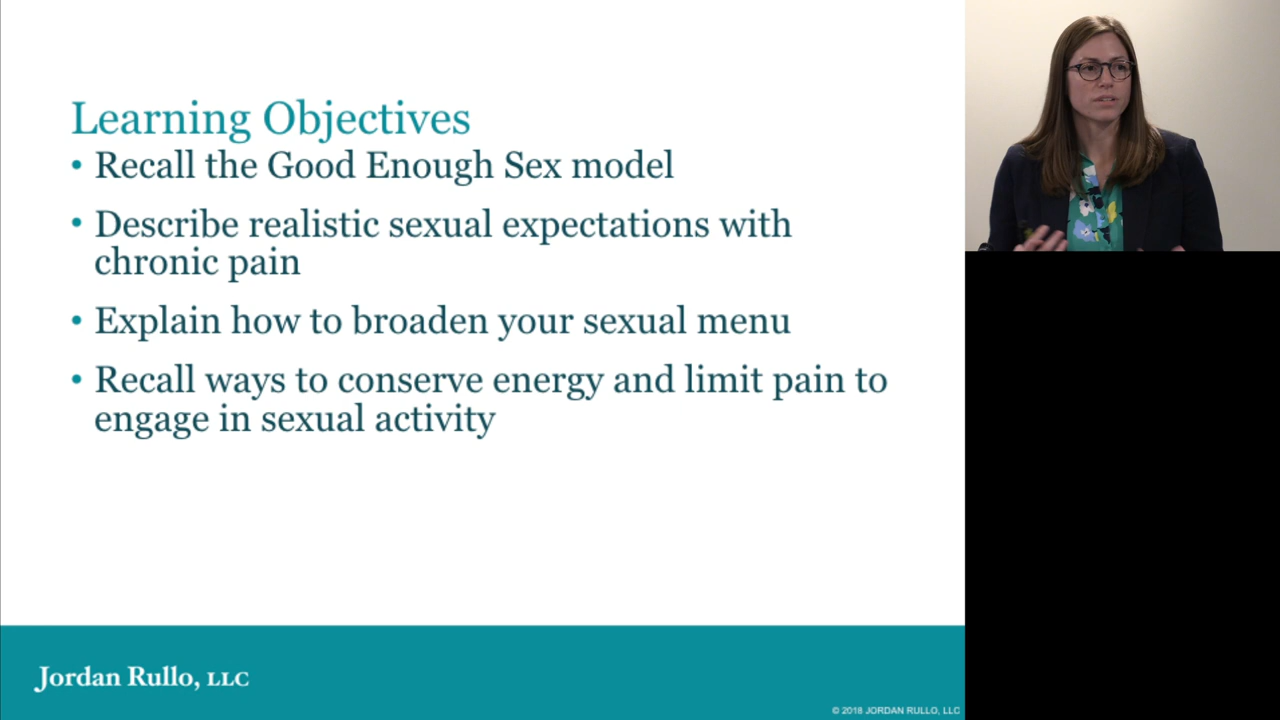 Learning Objectives
• Recall the Good Enough Sex model
• Describe realistic sexual expectations with
chronic pain
• Explain how to broaden your sexual menu
• Recall ways to conserve energy and limit pain to
engage in sexual activity
Jordan Rullo, LLC
© 2018 JORDAN RULLO, LLC